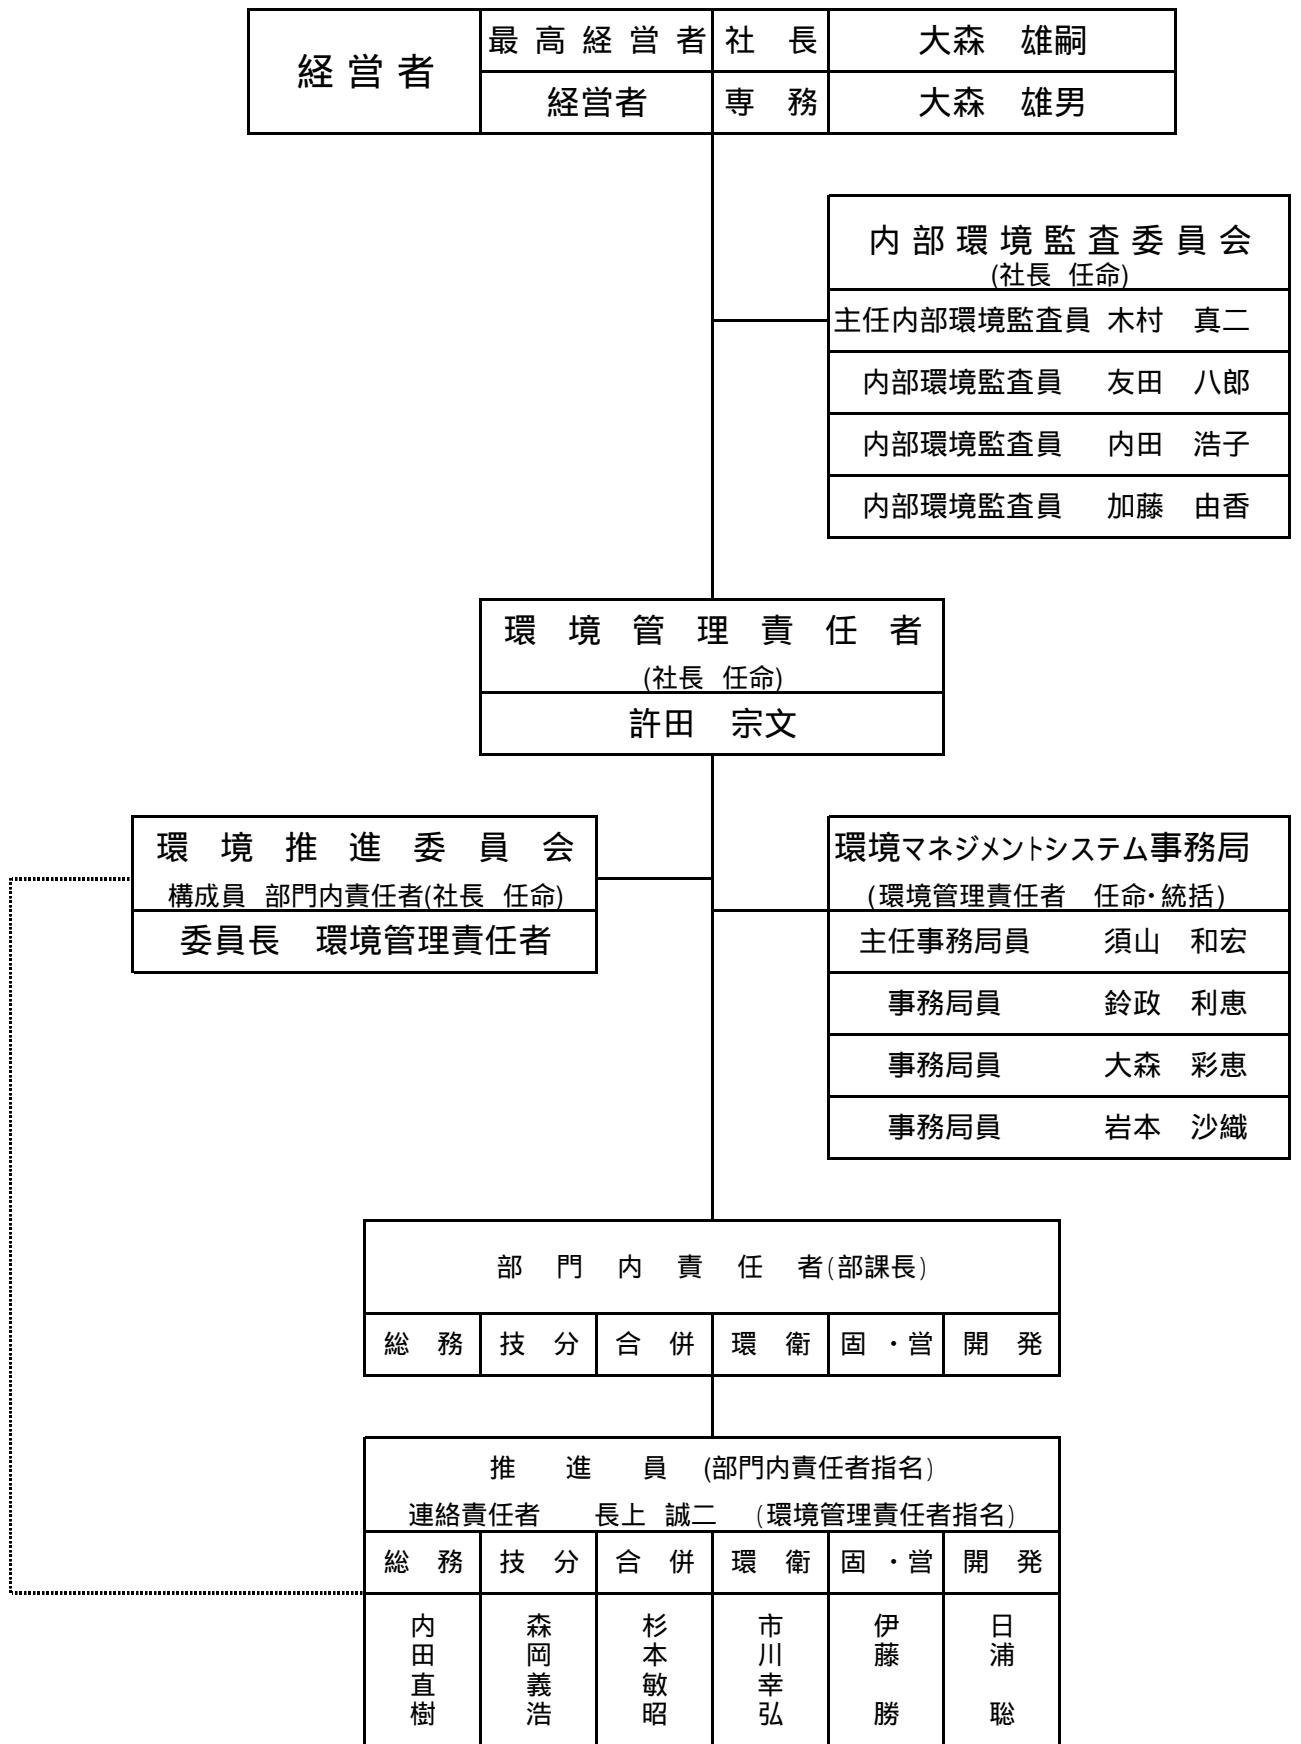 経営者
最高経営者 社 長 大森 雄嗣
経営者 専 務 大森 雄男
内部環境監査委員会
(社長 任命)
主任内部環境監査員 木村 真二
内部環境監査員 友田 八郎
内部環境監査員 内田 浩子
内部環境監査員 加藤 由香
環境管理責任者
(社長 任命)
許田 宗文
環境推進委員会
構成員 部門内責任者(社長 任命)
委員長 環境管理責任者
環境マネジメントシステム事務局
(環境管理責任者 任命・統括)
主任事務局員 須山 和宏
事務局員 鈴政 利恵
事務局員 大森 彩恵
事務局員 岩本 沙織
部門内責任者(部課長)
総務 技分 合併 環衛 固・営 開発
推進員 (部門内責任者指名)
連絡責任者 長上 誠二 (環境管理責任者指名)
総務 技分 合併 環衛 固・営 開発
内田直樹
森岡義浩
杉本敏昭
市川幸弘
伊藤 勝
日浦 聡